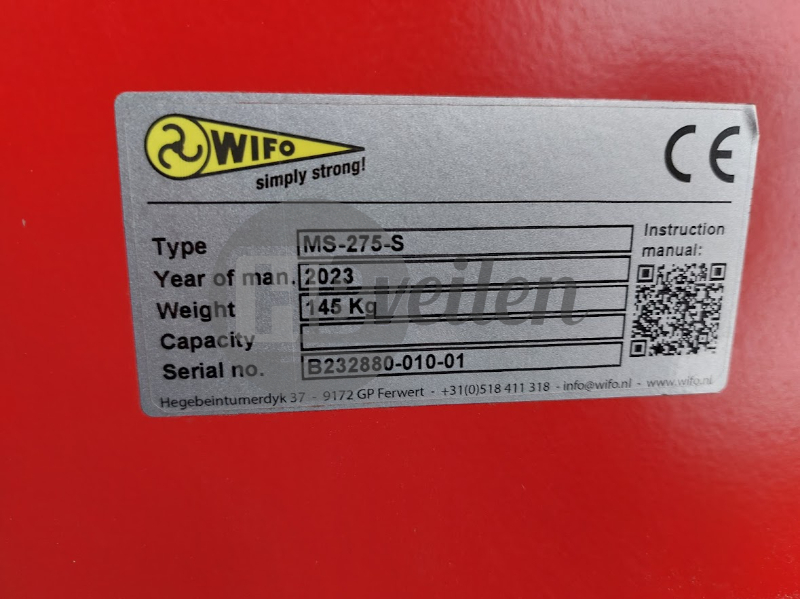 WIFO
simply strong!
CE
Instruction
manual:
Type MS-275-S
Year of man. 2023
Weight 145 Kg
Capacity
Serial no. B232880-010-01
Hegebeintumerdyk 37 - 9172 GP Ferwert - +31(0)518 411 318 - info@wifo.nl - www.wifo.nl
veilen